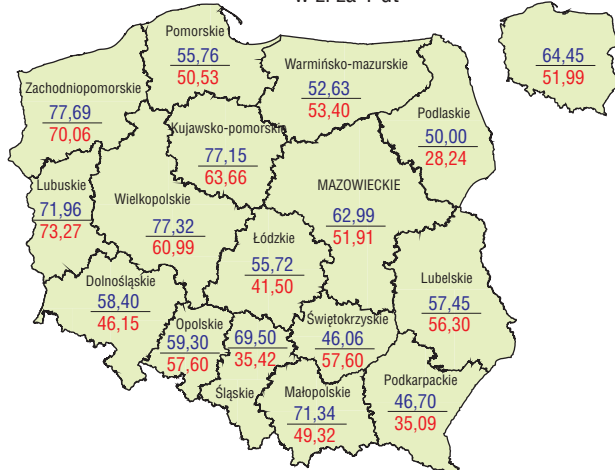 w zł za 1 dt
64,45
51,99
Pomorskie
55,76
50,53
Warmińsko-mazurskie
52,63
53,40
Zachodniopomorskie
77,69
70,06
Podlaskie
50,00
28,24
Kujawsko-pomorskie
77,15
63,66
Lubuskie
71,96
73,27
Wielkopolskie
77,32
60,99
MAZOWIECKIE
62,99
51,91
Łódzkie
55,72
41,50
Dolnośląskie
58,40
46,15
Lubelskie
57,45
56,30
Opolskie
59,30
57,60
69,50
35,42
Śląskie
Świętokrzyskie
46,06
57,60
Małopolskie
71,34
49,32
Podkarpackie
46,70
35,09